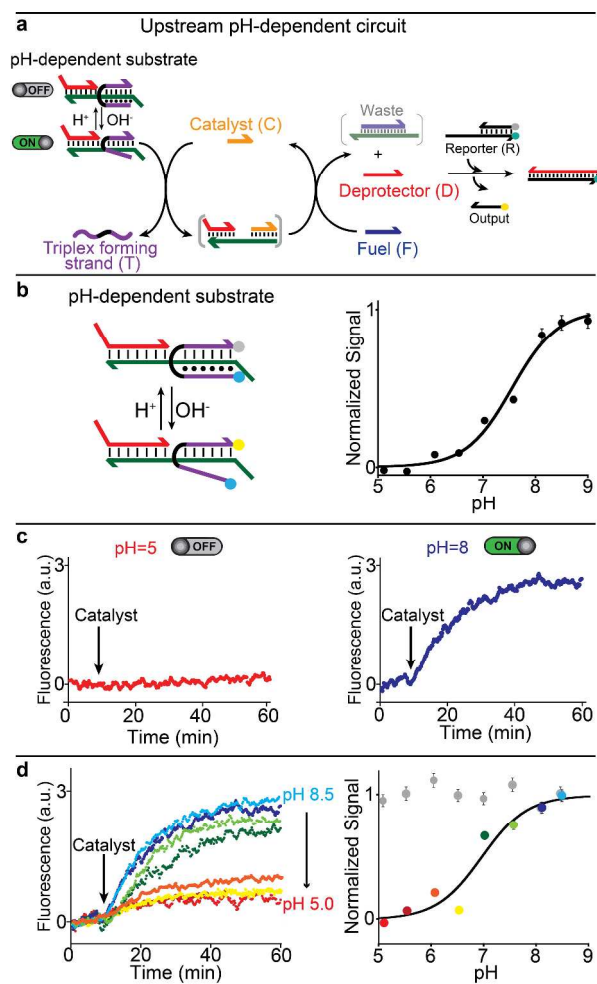 a
Upstream pH-dependent circuit
pH-dependent substrate
OFF
H+ OH-
ON
Catalyst (C)
Waste
+
Deprotector (D)
Reporter (R)
Output
Triplex forming
strand (T)
Fuel (F)
b
pH-dependent substrate
H+ OH-
Normalized Signal
1
0
5 6 7 8 9
pH
c
pH=5 OFF
Fluorescence (a.u.)
3
0
Catalyst
0 20 40 60
Time (min)
pH=8 ON
Fluorescence (a.u.)
3
0
Catalyst
0 20 40 60
Time (min)
d
Fluorescence (a.u.)
3
0
Catalyst
pH 8.5
pH 5.0
0 20 40 60
Time (min)
Normalized Signal
1
0
5 6 7 8 9
pH